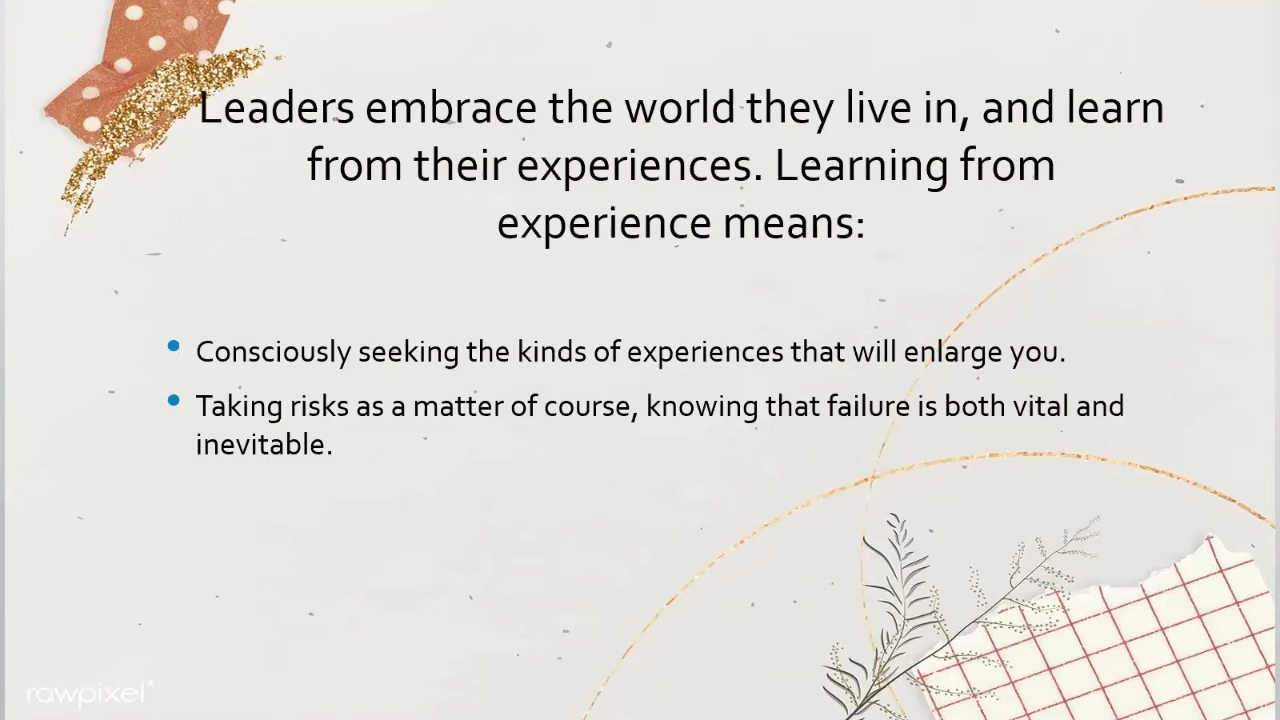 Leaders embrace the world they live in, and learn
from their experiences. Learning from
experience means:
• Consciously seeking the kinds of experiences that will enlarge you.
• Taking risks as a matter of course, knowing that failure is both vital and
inevitable.
rawpixel